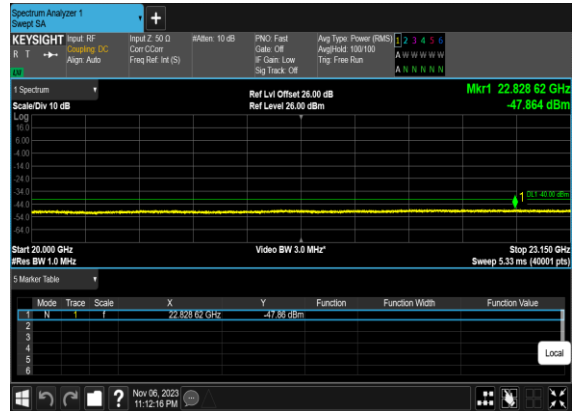 Spectrum Analyzer 1
Swept SA
KEYSIGHT
R T
Input: RF
Coupling: DC
Align: Auto
Input Z: 50 Ω
Corr CCorr
Freq Ref: Int (S)
#Atten: 10 dB
PNO: Fast
Gate: Off
IF Gain: Low
Sig Track: Off
Avg Type: Power (RMS)
Avg|Hold: 100/100
Trig: Free Run
1 2 3 4 5 6
A W W W W W
A N N N N N
1 Spectrum
Scale/Div 10 dB
Ref Lvl Offset 26.00 dB
Ref Level 26.00 dBm
Mkr1 22.828 62 GHz
-47.864 dBm
Log
16.0
6.00
-4.00
-14.0
-24.0
-34.0
-44.0
-54.0
-64.0
1
DL1 -40.00 dBm
Start 20.000 GHz
#Res BW 1.0 MHz
Video BW 3.0 MHz*
Stop 23.150 GHz
Sweep 5.33 ms (40001 pts)
5 Marker Table
Mode Trace Scale X Y Function Function Width Function Value
1 N 1 f 22.828 62 GHz -47.86 dBm
2
3
4
5
6
Local
?
Nov 06, 2023
11:12:16 PM